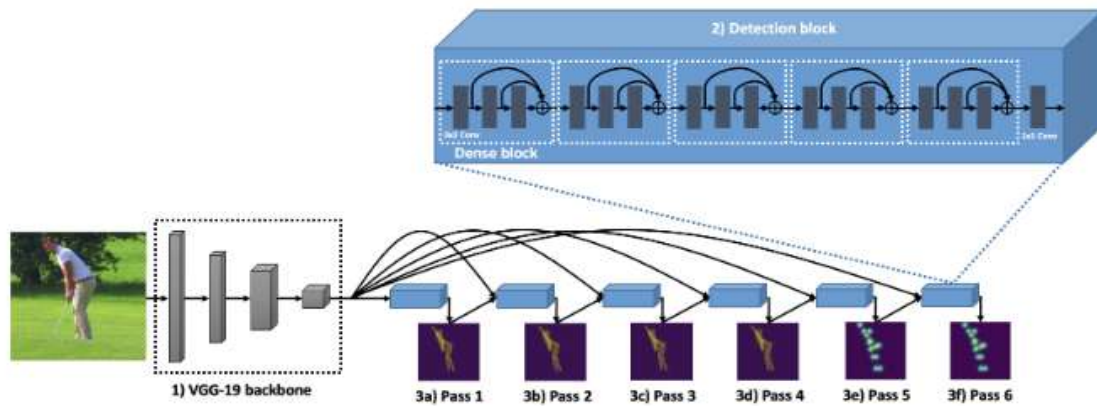 2) Detection block
3x3 Conv
1x1 Conv
Dense block
1) VGG-19 backbone
3a) Pass 1
3b) Pass 2
3c) Pass 3
3d) Pass 4
3e) Pass 5
3f) Pass 6